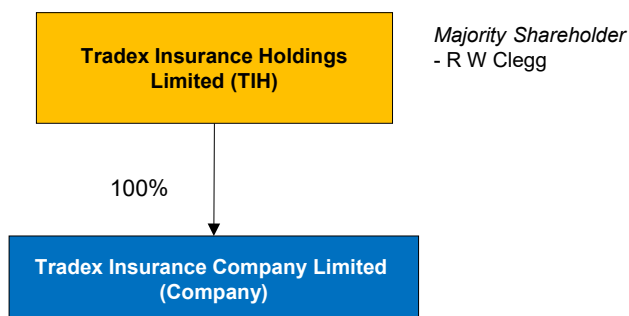 Tradex Insurance Holdings
Limited (TIH)
Majority Shareholder
- R W Clegg
100%
Tradex Insurance Company Limited
(Company)